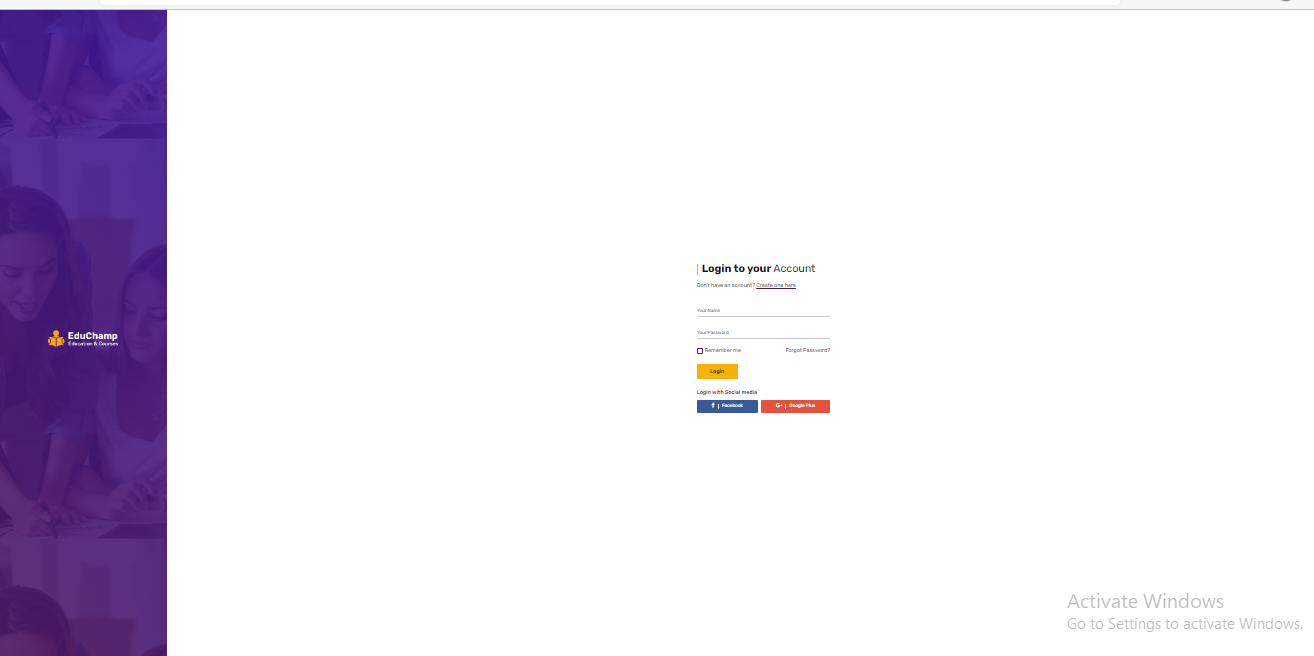 EduChamp
Education & Courses
Login to your Account
Don't have an account? Create one here
Your Name
Your Password
Remember me
Forgot Password?
Login
Login with Social media
f | Facebook
G+ | Google Plus
Activate Windows
Go to Settings to activate Windows.